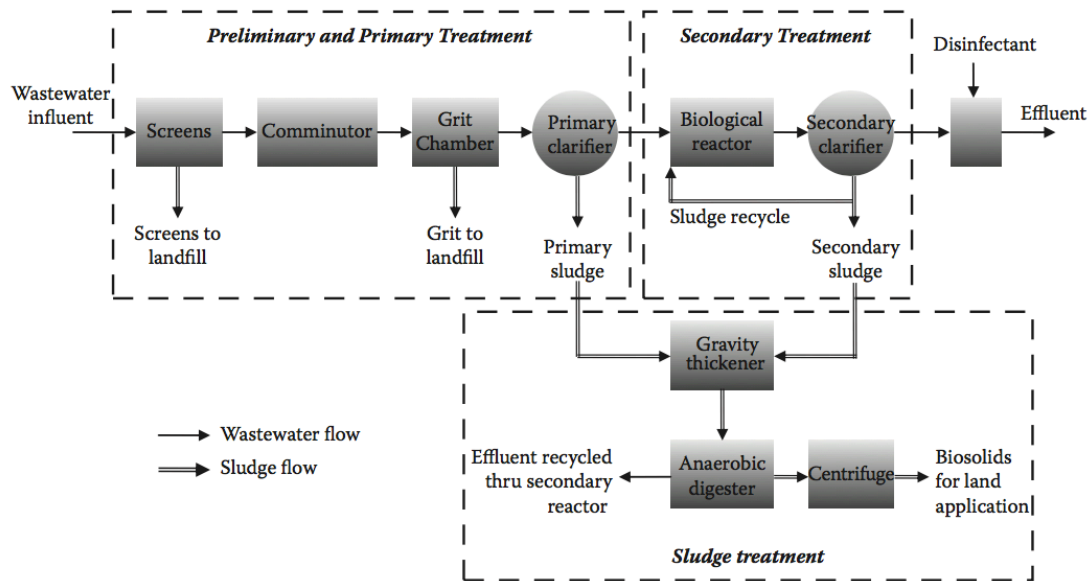 Preliminary and Primary Treatment
Secondary Treatment
Disinfectant
Wastewater
influent
Screens
Comminutor
Grit
Chamber
Primary
clarifier
Biological
reactor
Secondary
clarifier
Effluent
Sludge recycle
Screens to
landfill
Grit to
landfill
Primary
sludge
Secondary
sludge
Gravity
thickener
Wastewater flow
Sludge flow
Effluent recycled
thru secondary
reactor
Anaerobic
digester
Centrifuge
Biosolids
for land
application
Sludge treatment